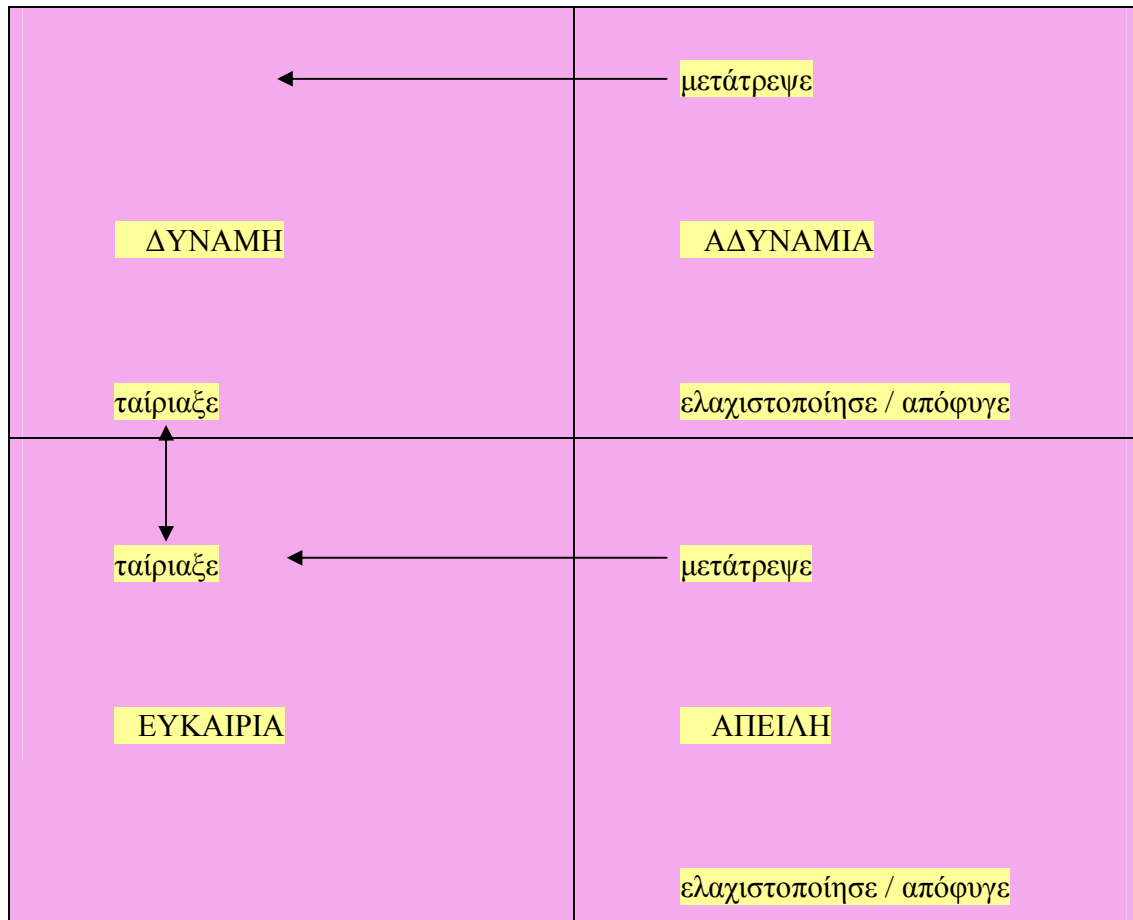 μετάτρεψε
ΔΥΝΑΜΗ
ΑΔΥΝΑΜΙΑ
ταίριαξε
ελαχιστοποίησε / απόφυγε
ταίριαξε
μετάτρεψε
ΕΥΚΑΙΡΙΑ
ΑΠΕΙΛΗ
ελαχιστοποίησε / απόφυγε